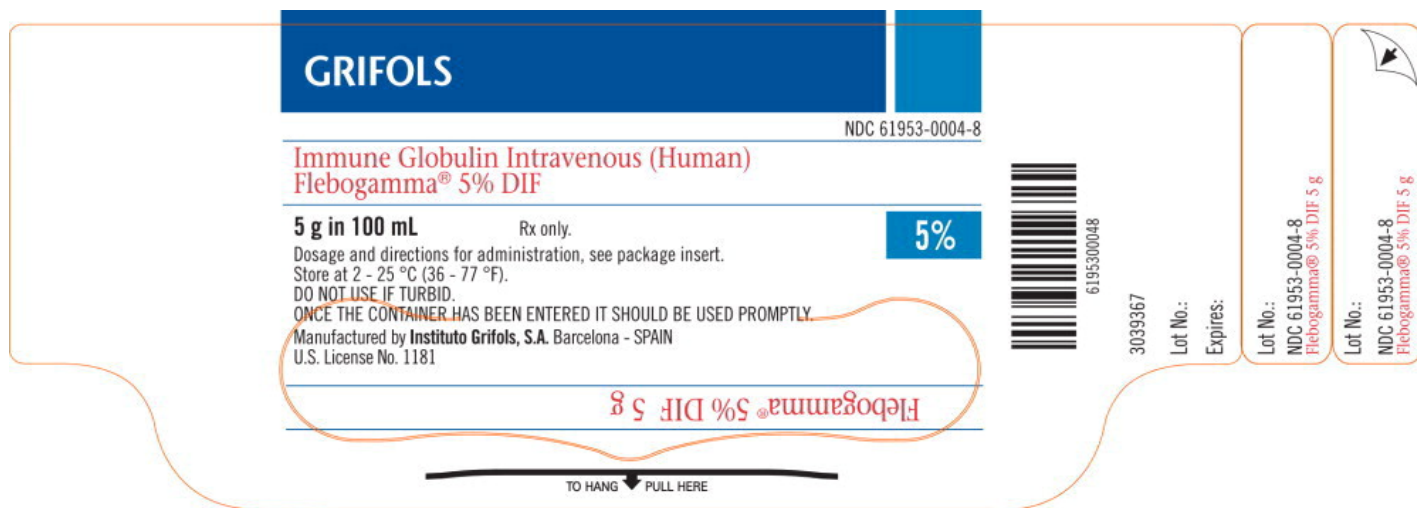 GRIFOLS
NDC 61953-0004-8
Immune Globulin Intravenous (Human)
Flebogamma® 5% DIF
5 g in 100 mL Rx only.
5%
Dosage and directions for administration, see package insert.
Store at 2 - 25 °C (36 - 77 °F).
DO NOT USE IF TURBID.
ONCE THE CONTAINER HAS BEEN ENTERED IT SHOULD BE USED PROMPTLY.
Manufactured by Instituto Grifols, S.A. Barcelona - SPAIN
U.S. License No. 1181
Flebogamma® 5% DIF 5 g
TO HANG PULL HERE
61953000048
3039367
Lot No.:
Expires:
Lot No.:
NDC 61953-0004-8
Flebogamma® 5% DIF 5 g
Lot No.:
NDC 61953-0004-8
Flebogamma® 5% DIF 5 g